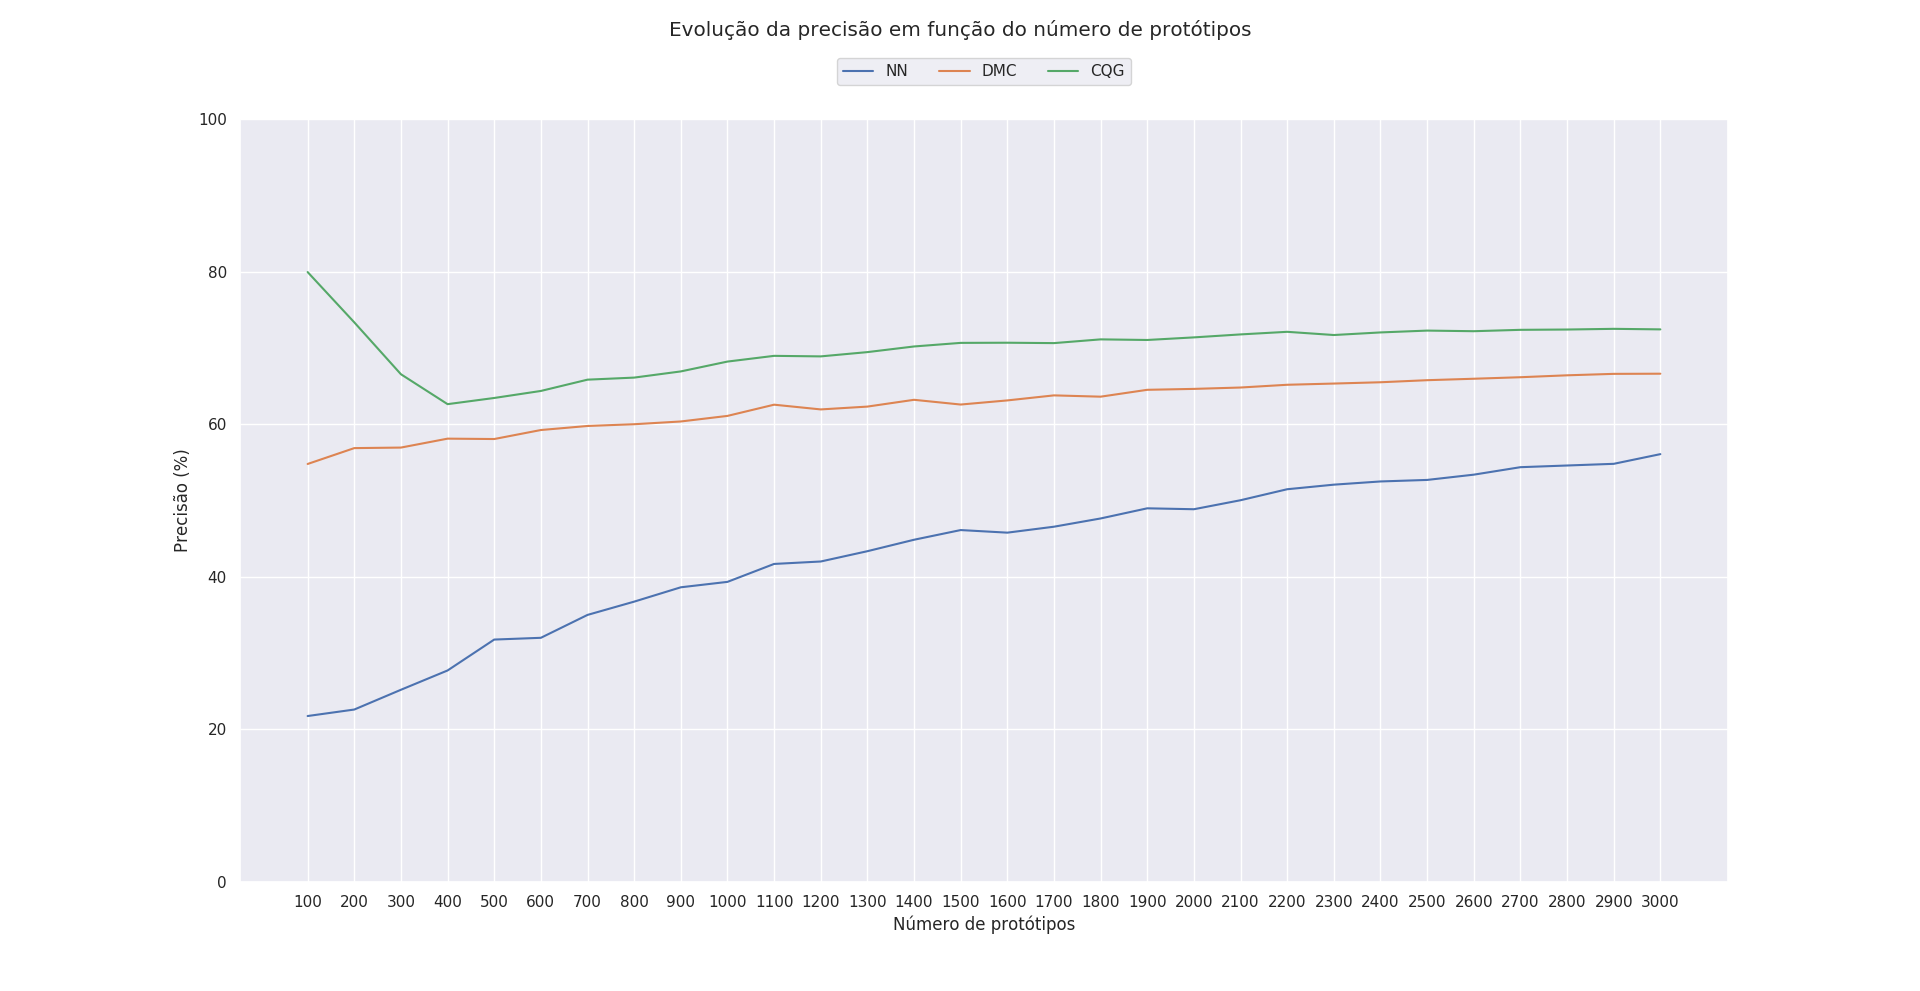 Evolução da precisão em função do número de protótipos
NN DMC CQG
100
80
60
40
20
0
Precisão (%)
100 200 300 400 500 600 700 800 900 1000 1100 1200 1300 1400 1500 1600 1700 1800 1900 2000 2100 2200 2300 2400 2500 2600 2700 2800 2900 3000
Número de protótipos